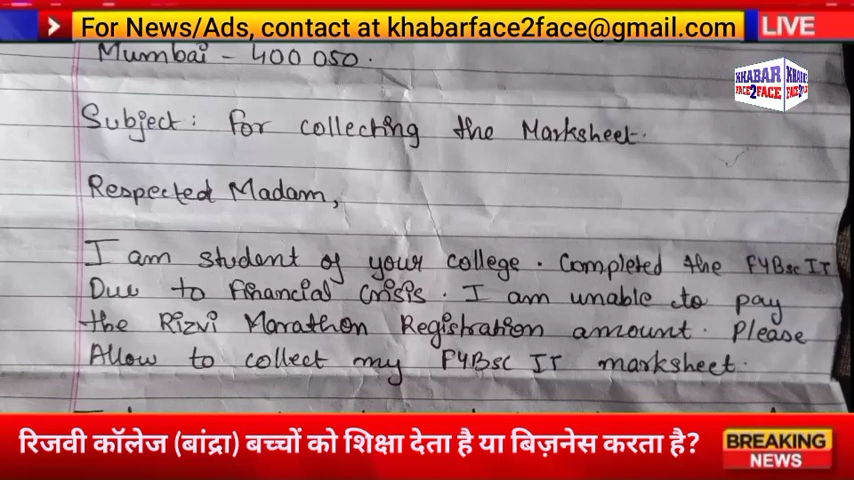 For News/Ads, contact at khabarface2face@gmail.com
LIVE
Mumbai - 400 050.
KHABAR
FACE2FACE
Subject: For collecting the Marksheet.
Respected Madam,
I am student of your college. Completed the FYBsc IT
Due to Financial Crisis. I am unable to pay
the Rizvi Marathon Registration amount. Please
Allow to collect my FYBsc IT marksheet.
रिजवी कॉलेज (बांद्रा) बच्चों को शिक्षा देता है या बिज़नेस करता है?
BREAKING
NEWS